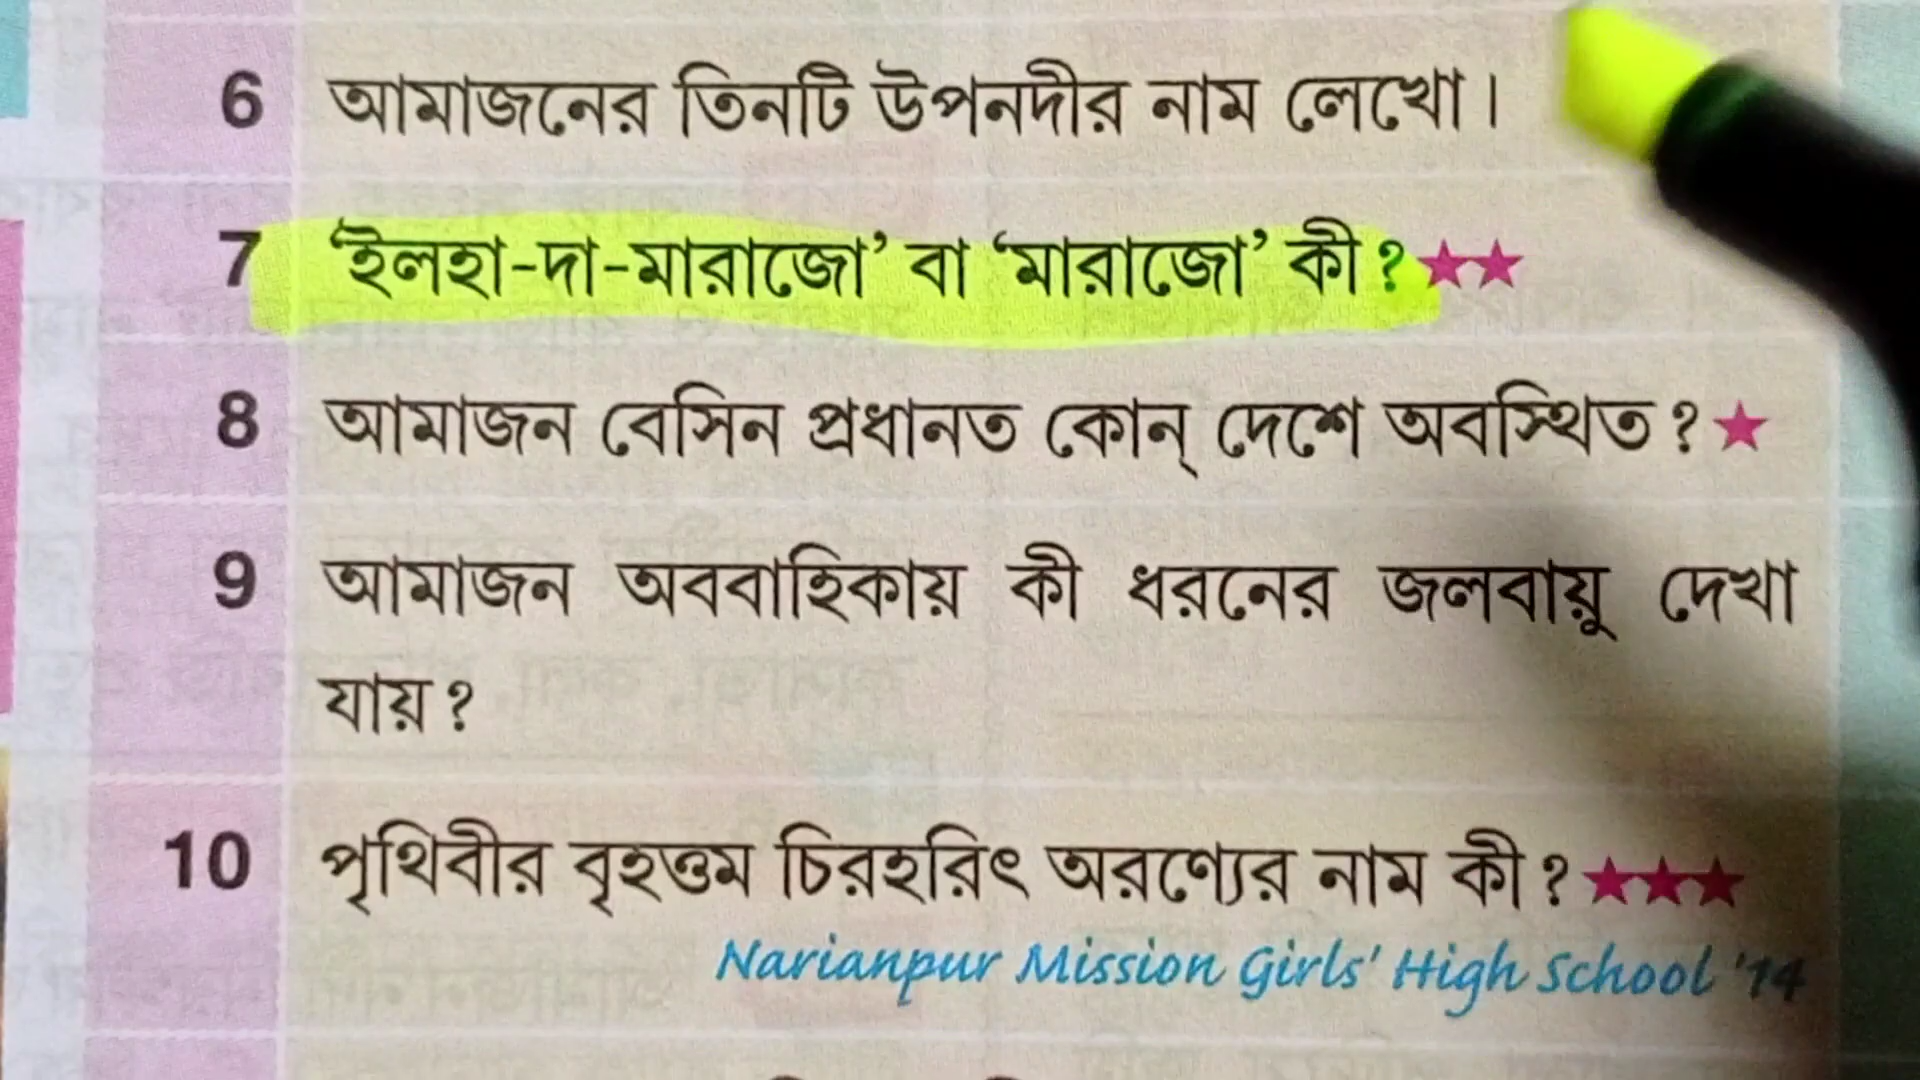 6 আমাজনের তিনটি উপনদীর নাম লেখো।
7 ‘ইলহা-দা-মারাজো’ বা ‘মারাজো’ কী? ★★
8 আমাজন বেসিন প্রধানত কোন্ দেশে অবস্থিত? ★
9 আমাজন অববাহিকায় কী ধরনের জলবায়ু দেখা
যায়?
10 পৃথিবীর বৃহত্তম চিরহরিৎ অরণ্যের নাম কী? ★★★
Narianpur Mission Girls' High School '14